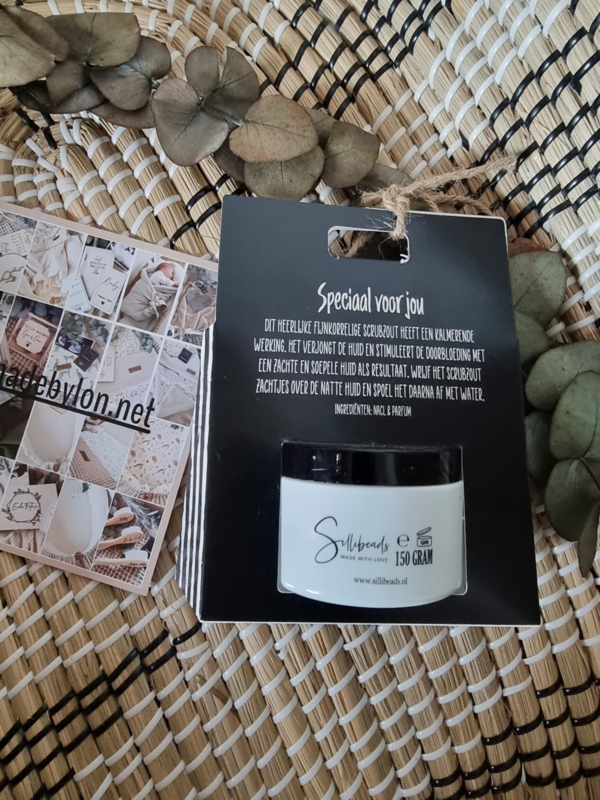 Speciaal voor jou
DIT HEERLIJKE FIJNKORRELIGE SCRUBZOUT HEEFT EEN KALMERENDE
WERKING, HET VERJONGT DE HUID EN STIMULEERT DE DOORBLOEDING MET
EEN ZACHTE EN SOEPELE HUID ALS RESULTAAT. WRIJF HET SCRUBZOUT
ZACHTJES OVER DE NATTE HUID EN SPOEL HET DAARNA AF MET WATER.
INGREDIËNTEN: NACL & PARFUM
Sillibeads
MADE WITH LOVE
e
150 GRAM
www.sillibeads.nl
madebylon.net